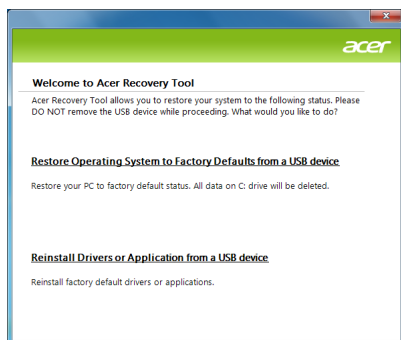 acer
Welcome to Acer Recovery Tool
Acer Recovery Tool allows you to restore your system to the following status. Please
DO NOT remove the USB device while proceeding. What would you like to do?
Restore Operating System to Factory Defaults from a USB device
Restore your PC to factory default status. All data on C: drive will be deleted.
Reinstall Drivers or Application from a USB device
Reinstall factory default drivers or applications.